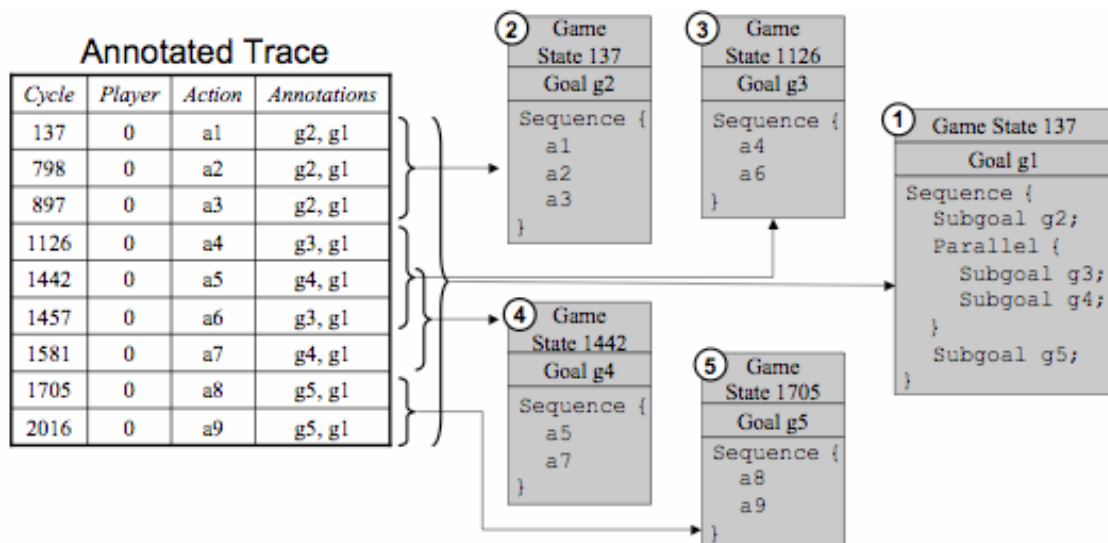 Annotated Trace
Cycle Player Action Annotations
137 0 a1 g2, g1
798 0 a2 g2, g1
897 0 a3 g2, g1
1126 0 a4 g3, g1
1442 0 a5 g4, g1
1457 0 a6 g3, g1
1581 0 a7 g4, g1
1705 0 a8 g5, g1
2016 0 a9 g5, g1
2
Game
State 137
Goal g2
Sequence {
a1
a2
a3
}
3
Game
State 1126
Goal g3
Sequence {
a4
a6
}
1
Game State 137
Goal g1
Sequence {
Subgoal g2;
Parallel {
Subgoal g3;
Subgoal g4;
}
Subgoal g5;
}
4
Game
State 1442
Goal g4
Sequence {
a5
a7
}
5
Game
State 1705
Goal g5
Sequence {
a8
a9
}